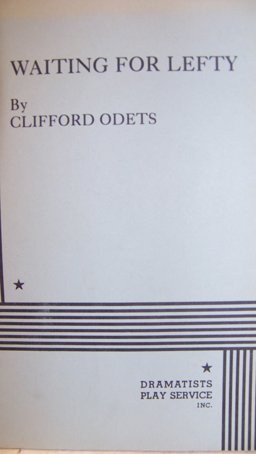 WAITING FOR LEFTY
By
CLIFFORD ODETS
DRAMATISTS
PLAY SERVICE
INC.